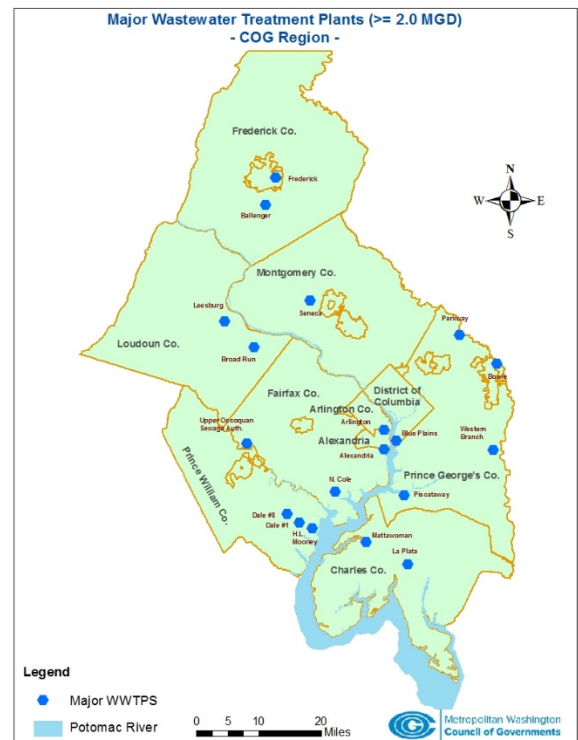 Major Wastewater Treatment Plants (>= 2.0 MGD)
- COG Region -
Frederick Co.
Frederick
Ballenger
N
W E
S
Montgomery Co.
Leesburg
Seneca
Parkway
Loudoun Co.
Broad Run
Bowie
Fairfax Co.
District of
Columbia
Arlington Co.
Arlington
Upper Occoquan
Sewage Auth.
Alexandria
Blue Plains
Western
Branch
Alexandria
Prince William Co.
Prince George's Co.
N. Cole
Piscataway
Dale #8
Dale #1
H.L.
Mooney
Mattawoman
La Plata
Charles Co.
Legend
Major WWTPS
Potomac River
0 5 10 20
Miles
Metropolitan Washington
Council of Governments